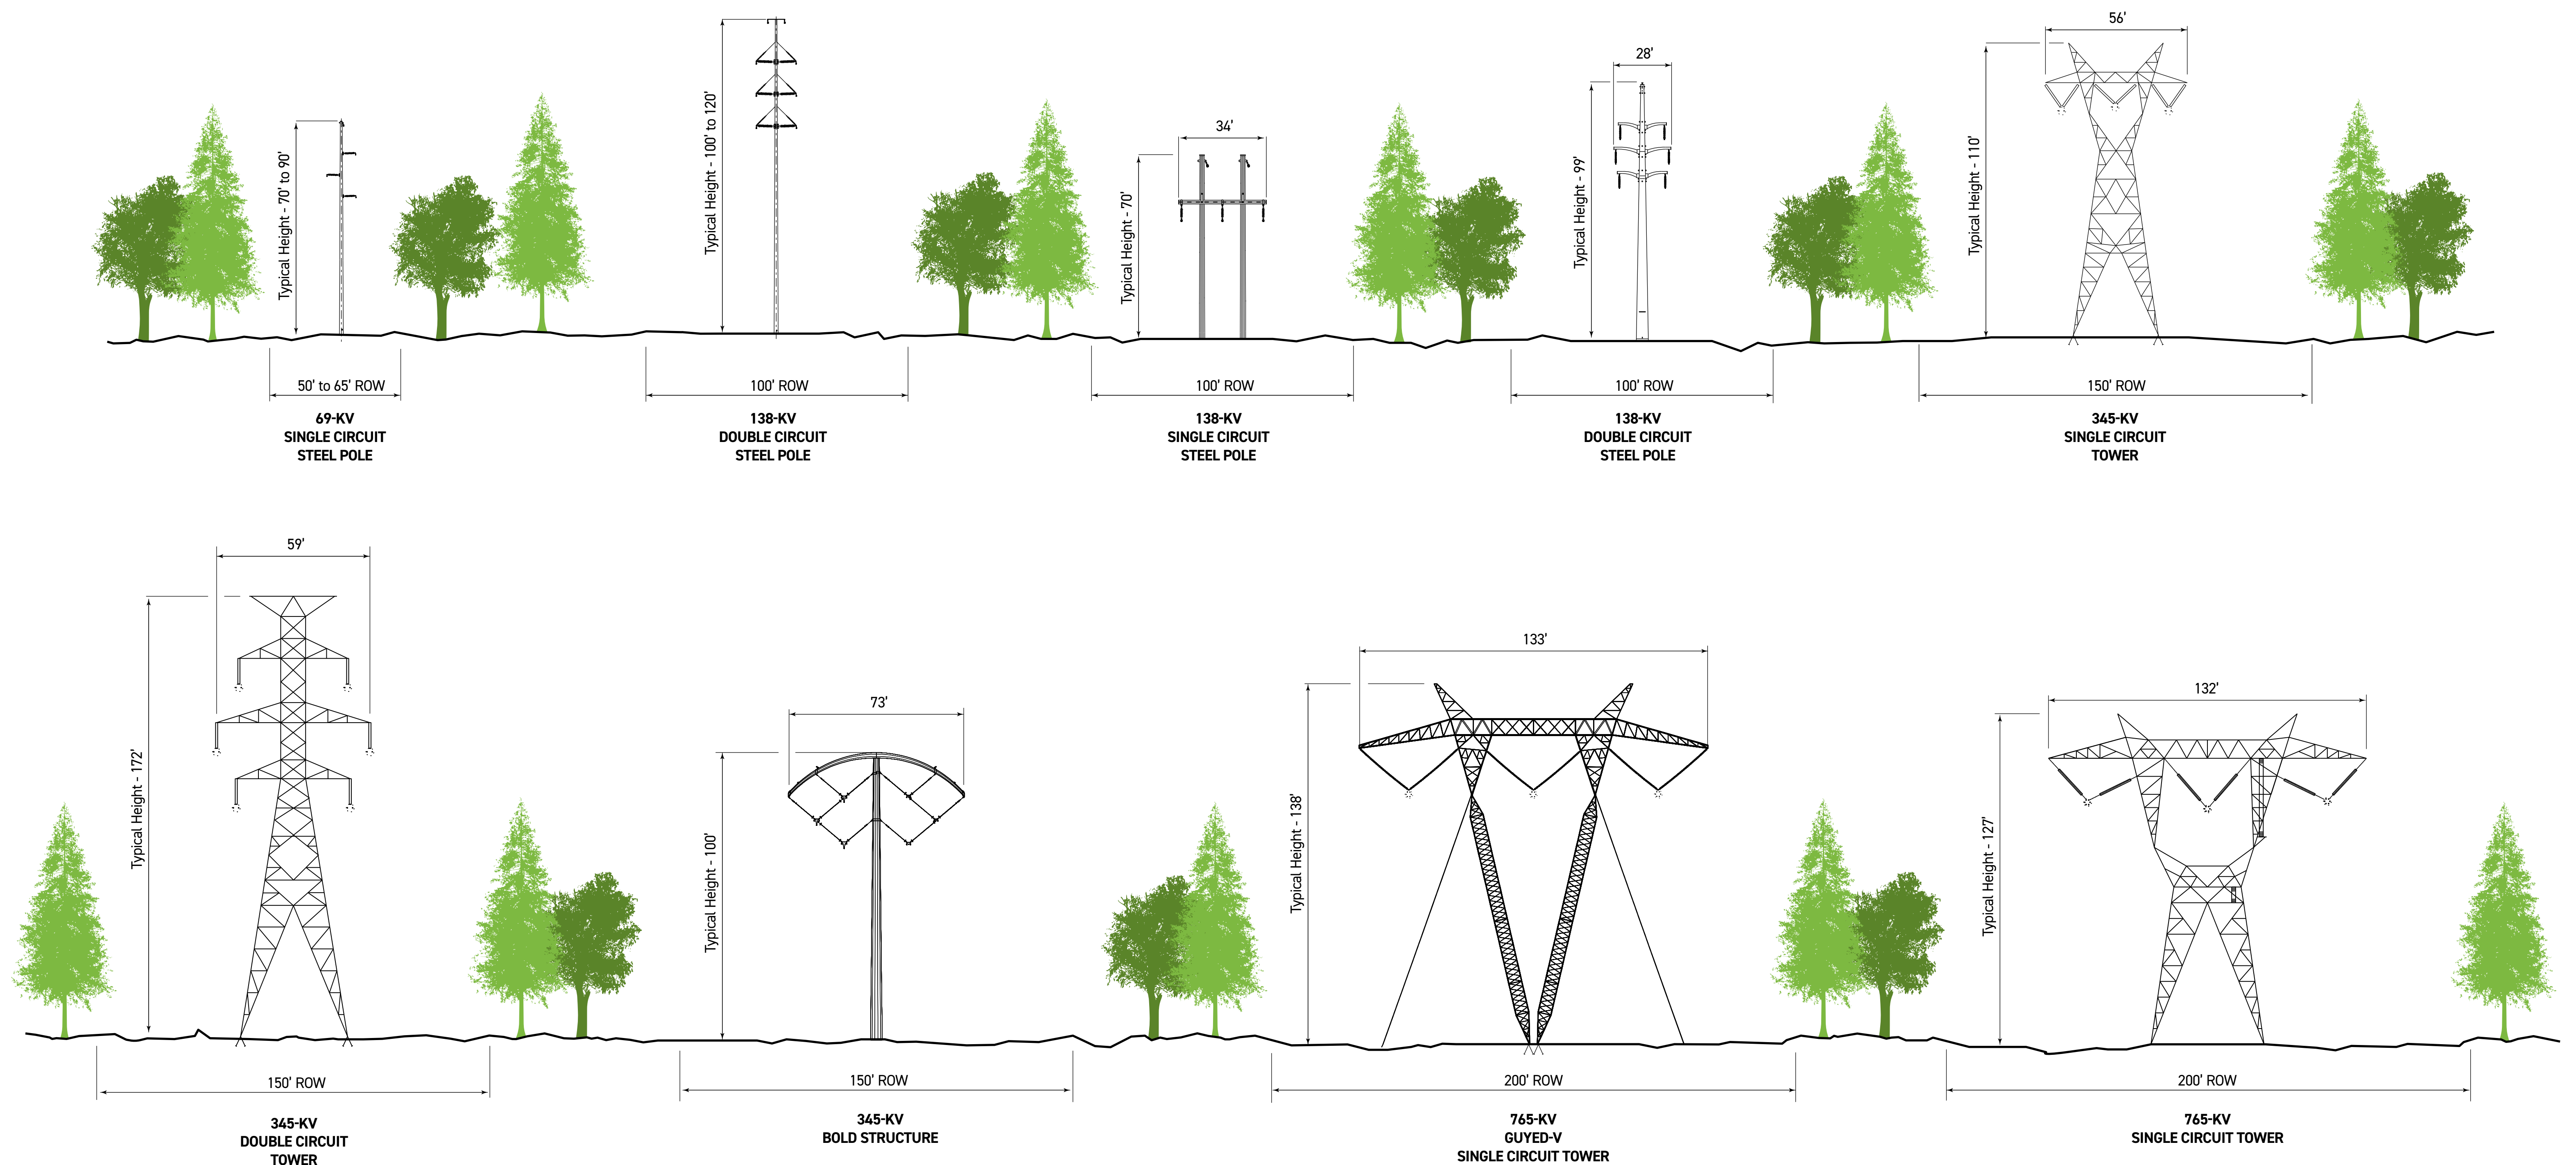 Typical Height - 70' to 90'
50' to 65' ROW
69-KV
SINGLE CIRCUIT
STEEL POLE
Typical Height - 100' to 120'
100' ROW
138-KV
DOUBLE CIRCUIT
STEEL POLE
34'
Typical Height - 70'
100' ROW
138-KV
SINGLE CIRCUIT
STEEL POLE
28'
Typical Height - 99'
100' ROW
138-KV
DOUBLE CIRCUIT
STEEL POLE
56'
Typical Height - 110'
150' ROW
345-KV
SINGLE CIRCUIT
TOWER
59'
Typical Height - 172'
150' ROW
345-KV
DOUBLE CIRCUIT
TOWER
73'
Typical Height - 100'
150' ROW
345-KV
BOLD STRUCTURE
133'
Typical Height - 138'
200' ROW
765-KV
GUYED-V
SINGLE CIRCUIT TOWER
132'
Typical Height - 127'
200' ROW
765-KV
SINGLE CIRCUIT TOWER